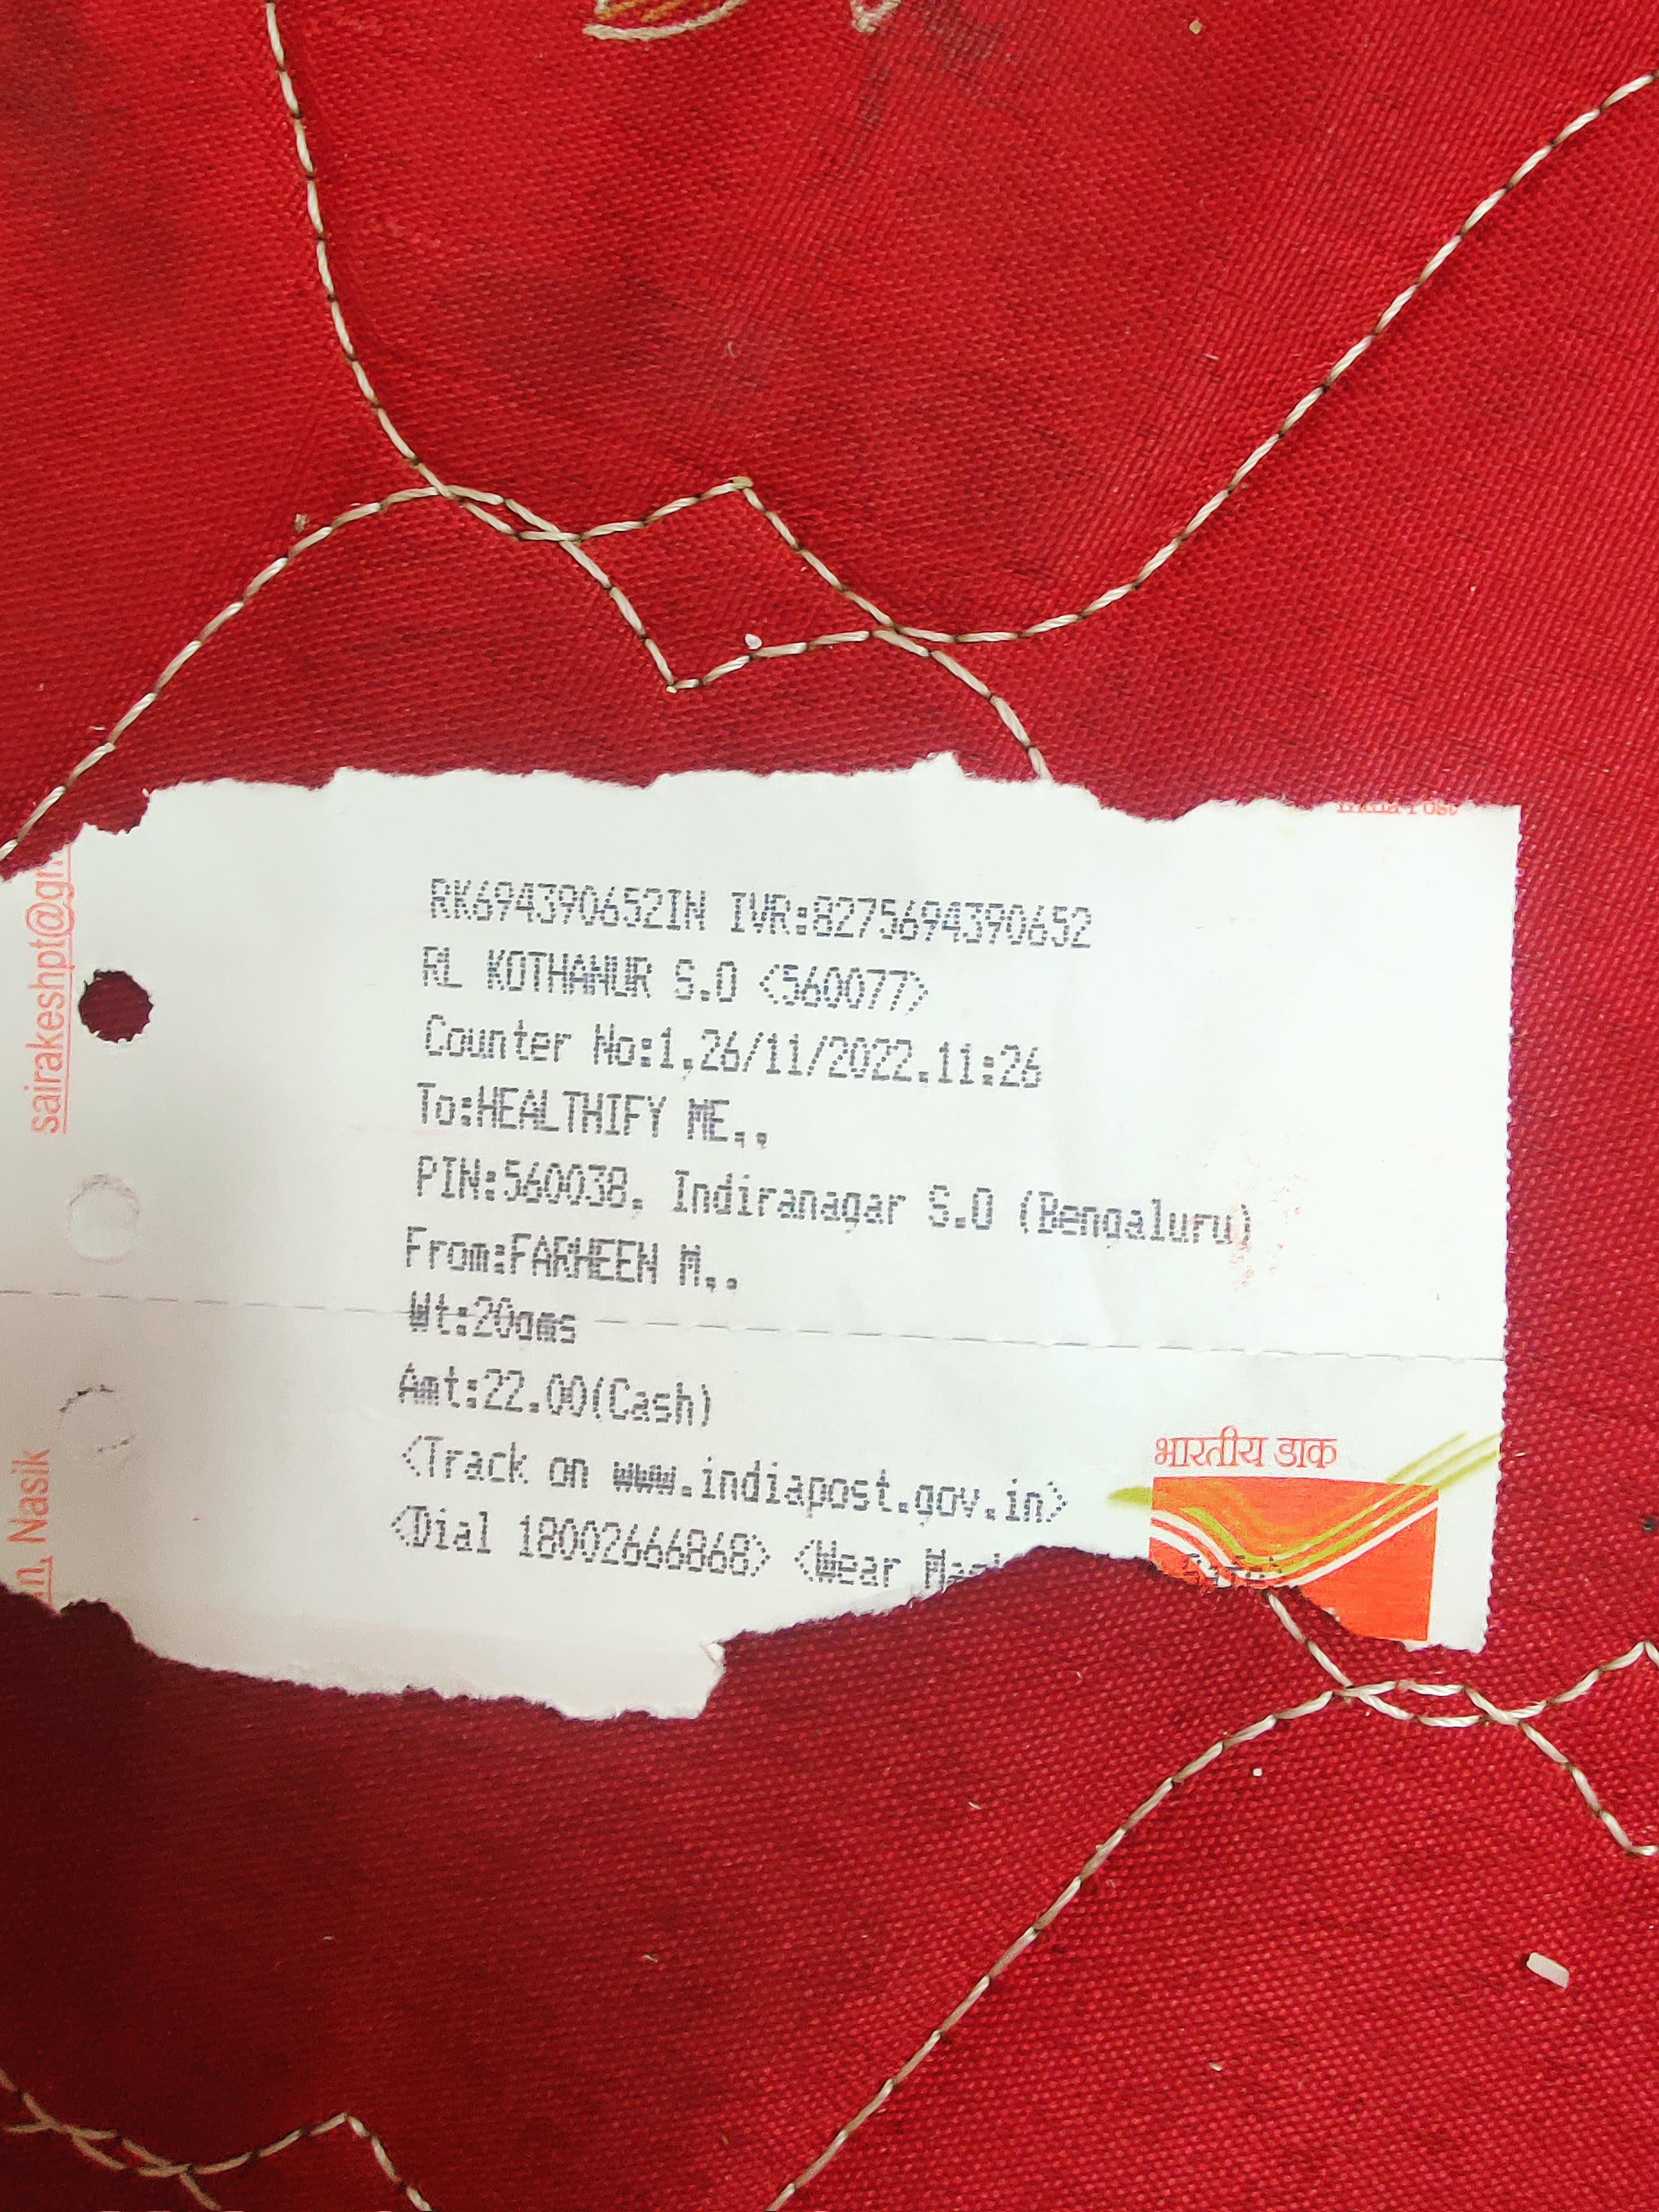 RK694390652IN IVR:8275694390652
RL KOTHANUR S.O <560077>
Counter No:1,26/11/2022,11:26
To:HEALTHIFY ME,,
PIN:560038, Indiranagar S.O (Bengaluru)
From:FARHEEN M,,
Wt:20gms
Amt:22.00(Cash)
<Track on www.indiapost.gov.in>
<Dial 18002666868> <Wear
भारतीय डाक
India Post
sairakeshpt@g
Nasik